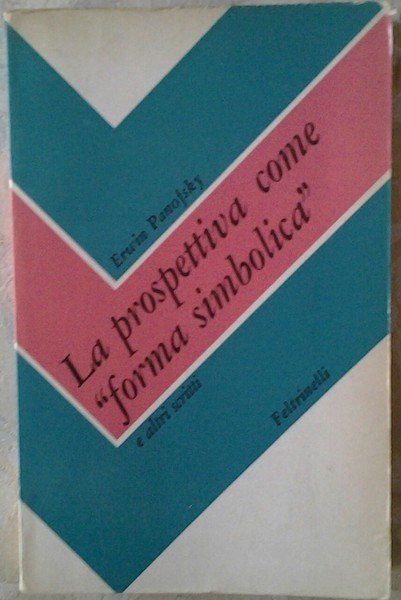 Erwin Panofsky
La prospettiva come
“forma simbolica”
e altri scritti
Feltrinelli